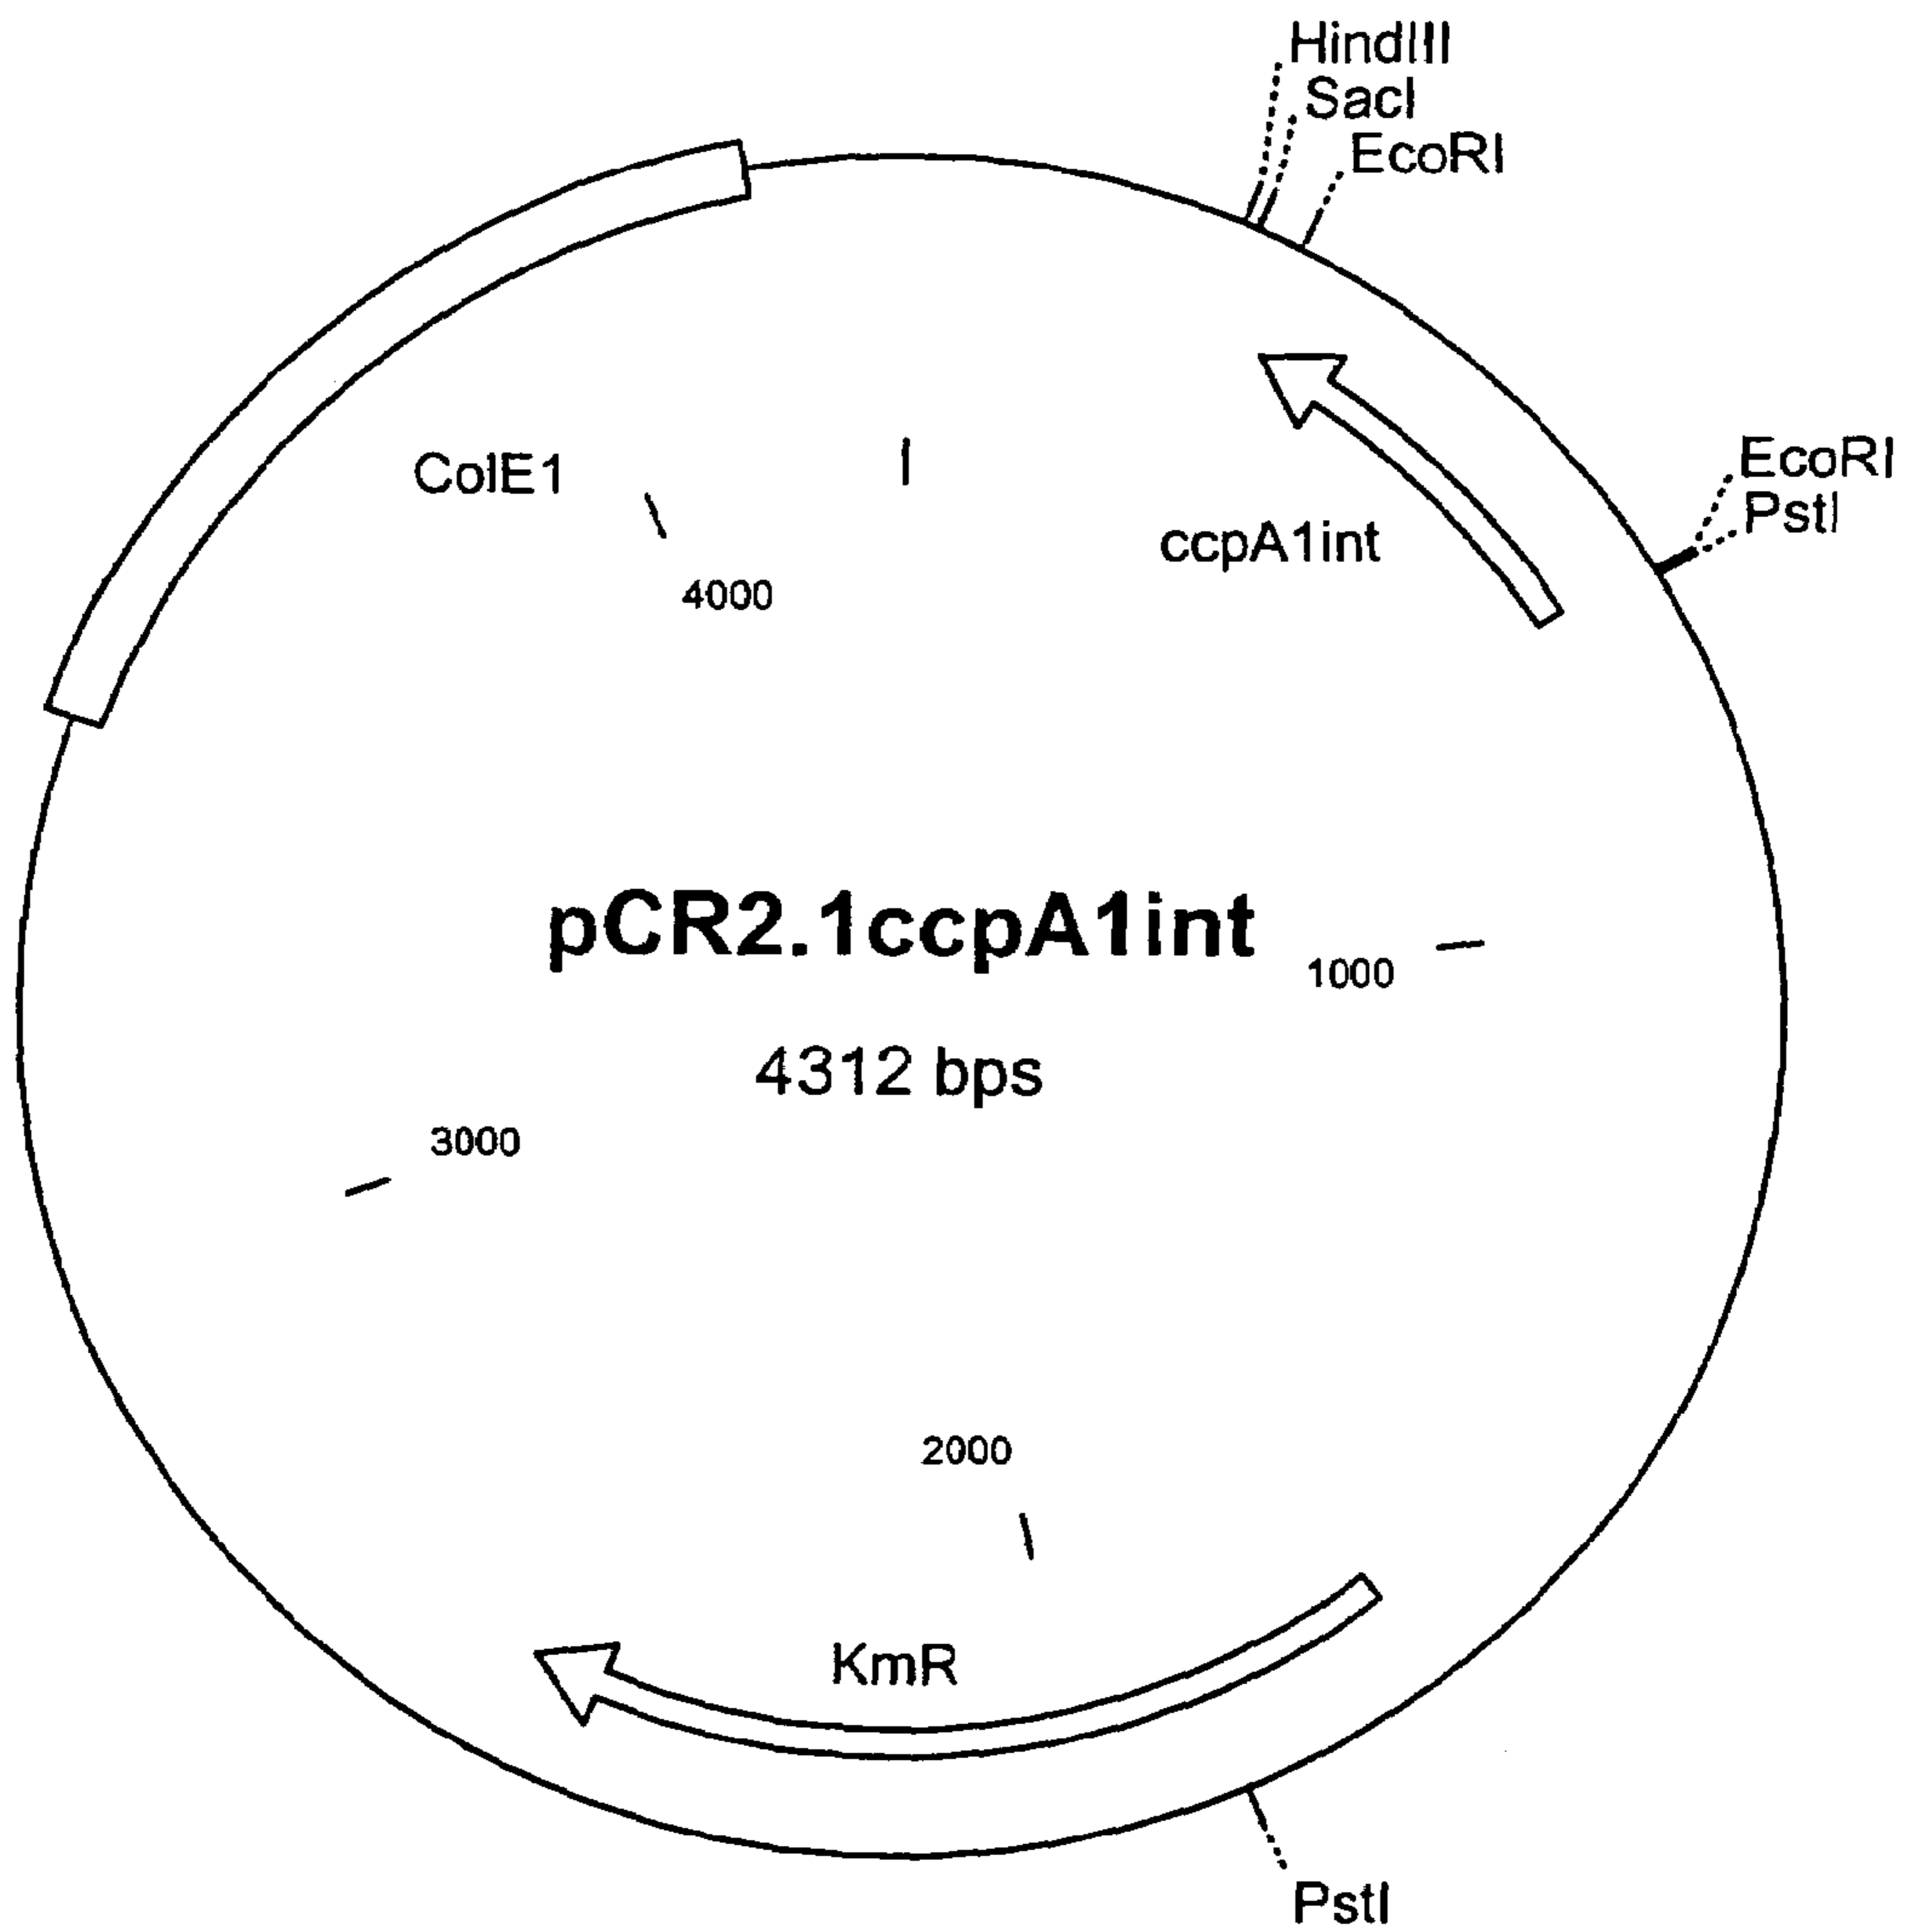 HindIII
SacI
EcoRI
EcoRI
PstI
ColE1
ccpA1int
4000
pCR2.1ccpA1int
1000
4312 bps
3000
2000
KmR
PstI